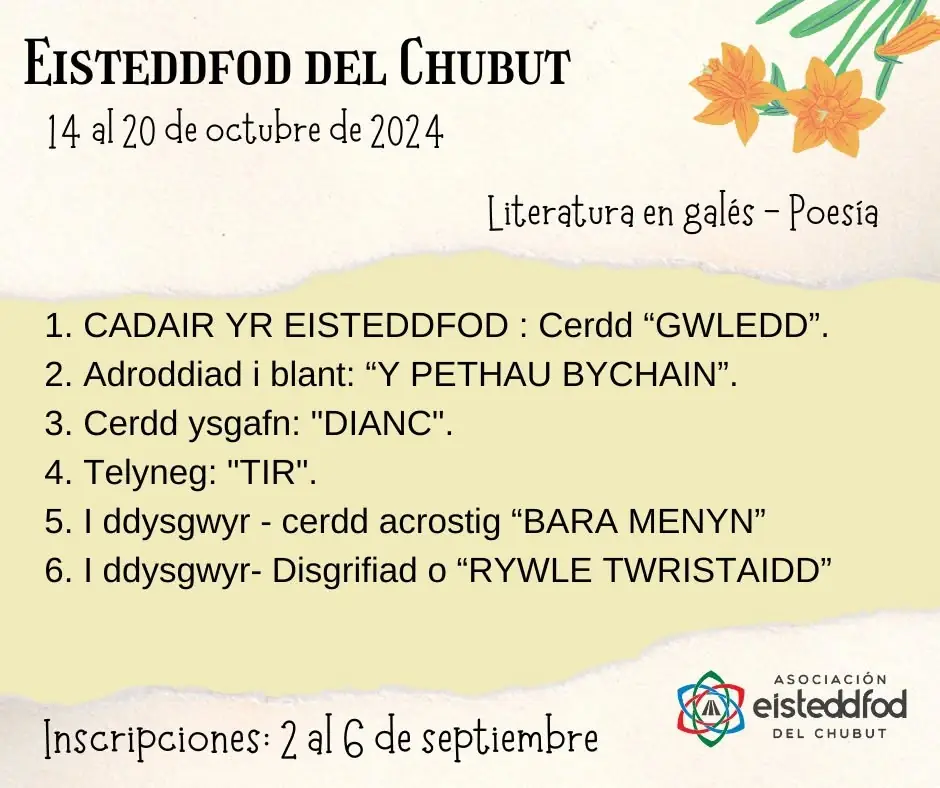 Eisteddfod del Chubut
14 al 20 de octubre de 2024
Literatura en galés - Poesía
1. CADAIR YR EISTEDDFOD : Cerdd “GWLEDD”.
2. Adroddiad i blant: “Y PETHAU BYCHAIN”.
3. Cerdd ysgafn: "DIANC".
4. Telyneg: "TIR".
5. I ddysgwyr - cerdd acrostig “BARA MENYN”
6. I ddysgwyr- Disgrifiad o “RYWLE TWRISTAIDD”
Inscripciones: 2 al 6 de septiembre
ASOCIACIÓN
eisteddfod
DEL CHUBUT